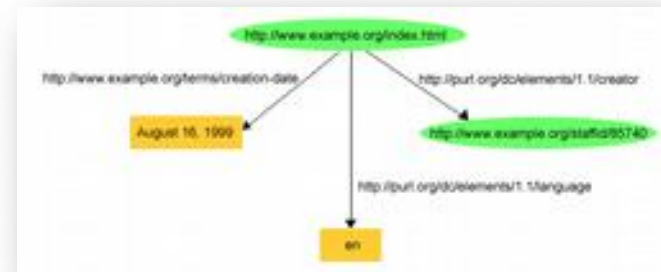 http://www.example.org/index.html
http://www.example.org/terms/creation-date
http://purl.org/dc/elements/1.1/creator
August 16, 1999
http://www.example.org/staffid/85740
http://purl.org/dc/elements/1.1/language
en